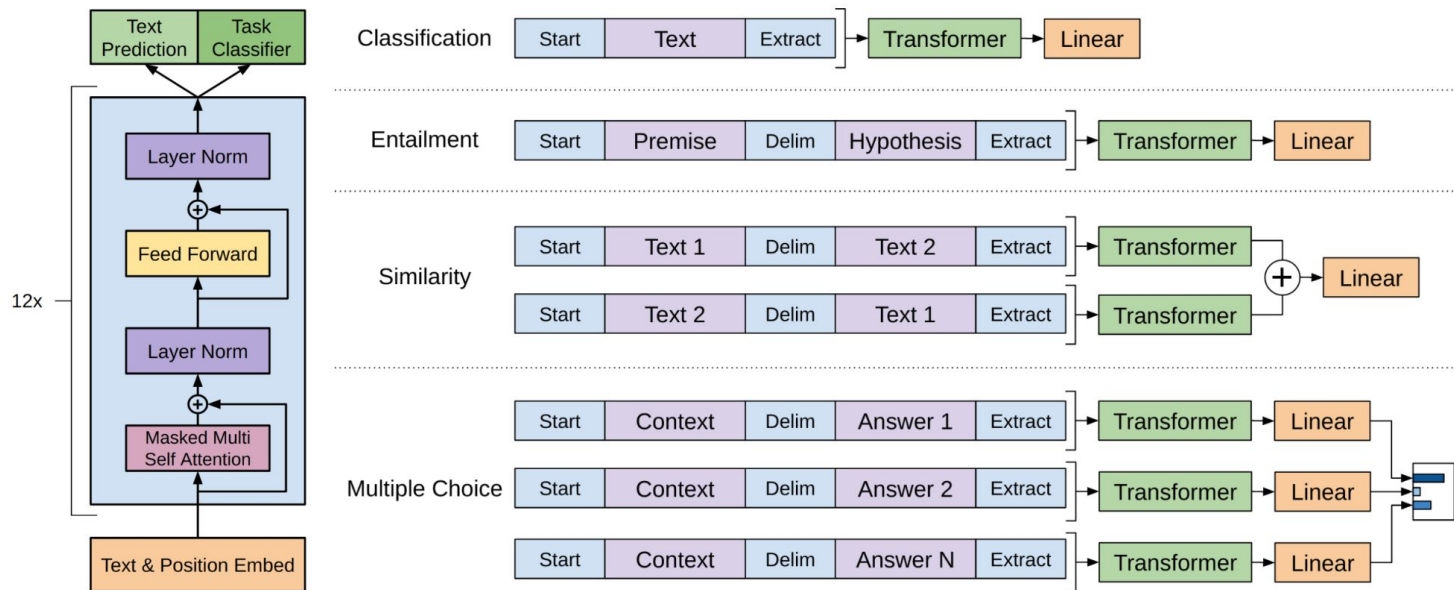 Text
Prediction
Task
Classifier
12x
Layer Norm
+
Feed Forward
Layer Norm
+
Masked Multi
Self Attention
Text & Position Embed
Classification Start Text Extract Transformer Linear
Entailment Start Premise Delim Hypothesis Extract Transformer Linear
Similarity
Start Text 1 Delim Text 2 Extract Transformer
+ Linear
Start Text 2 Delim Text 1 Extract Transformer
Multiple Choice
Start Context Delim Answer 1 Extract Transformer Linear
Start Context Delim Answer 2 Extract Transformer Linear
Start Context Delim Answer N Extract Transformer Linear